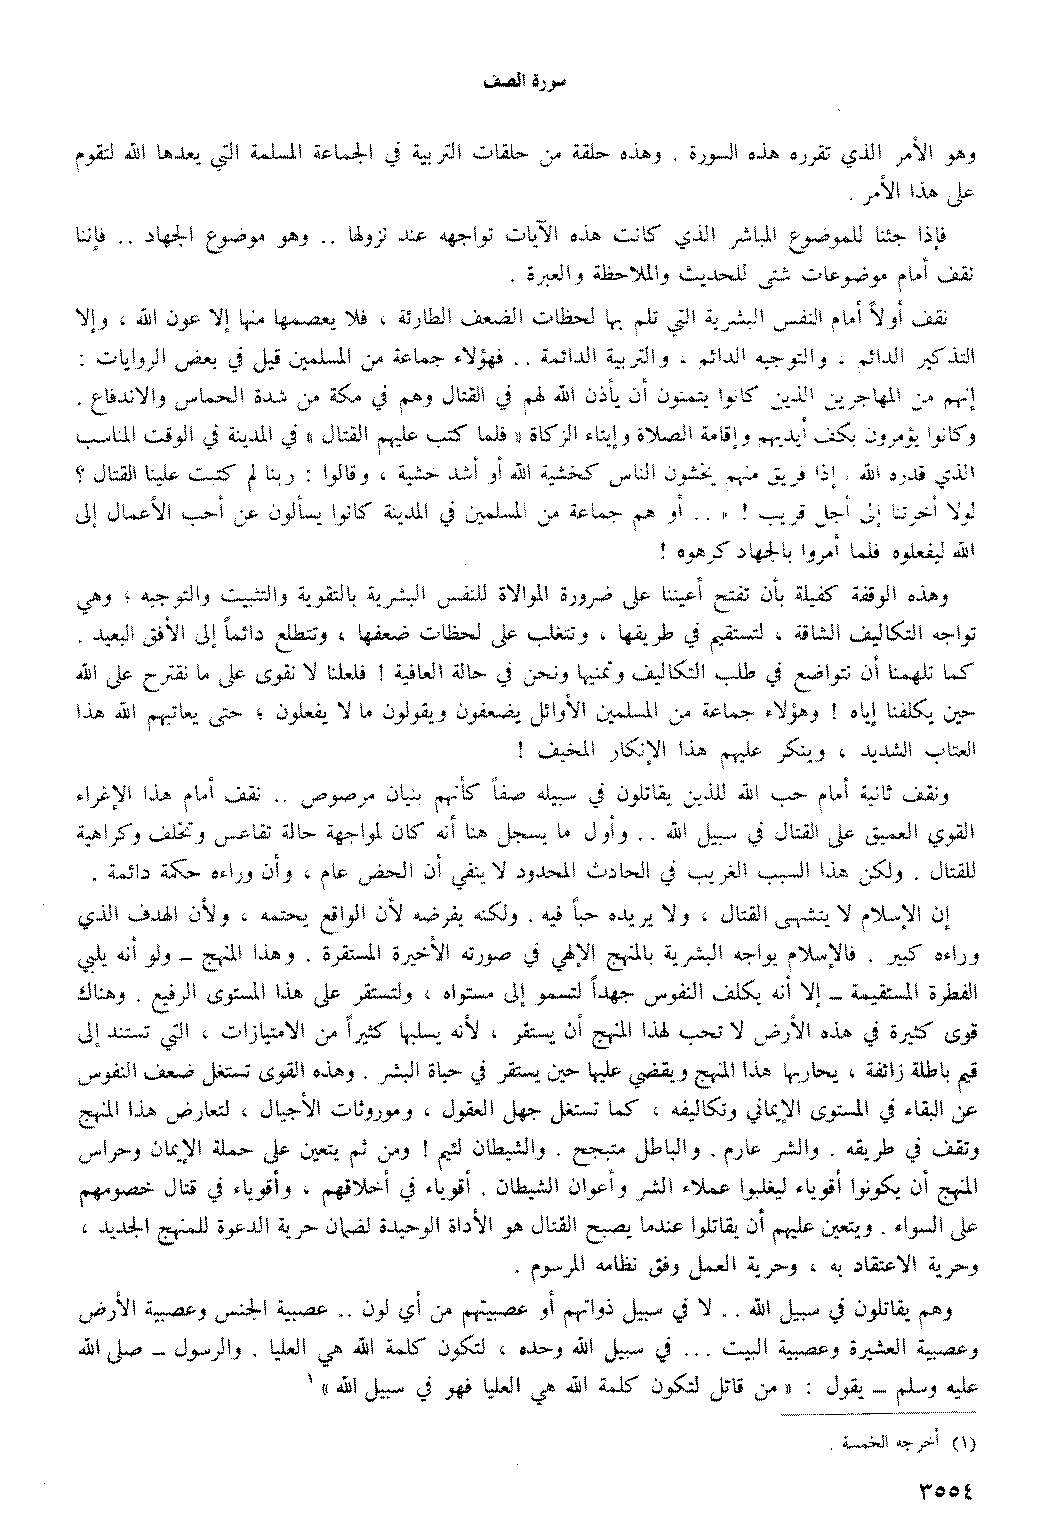 سورة الصف
وهو الأمر الذي تقرره هذه السورة . وهذه حلقة من حلقات التربية في الجماعة المسلمة التي يعدها الله لتقوم
على هذا الأمر .
فإذا جئنا للموضوع المباشر الذي كانت هذه الآيات تواجهه عند نزولها .. وهو موضوع الجهاد .. فإننا
نقف أمام موضوعات شتى للحديث والملاحظة والعبرة .
نقف أولاً أمام النفس البشرية التي تلم بها لحظات الضعف الطارئة ، فلا يعصمها منها إلا عون الله ، وإلا
التذكير الدائم ، والتوجيه الدائم ، والتربية الدائمة .. فهؤلاء جماعة من المسلمين قيل في بعض الروايات :
إنهم من المهاجرين الذين كانوا يتمنون أن يأذن الله لهم في القتال وهم في مكة من شدة الحماس والاندفاع .
وكانوا يؤمرون بكف أيديهم وإقامة الصلاة وإيتاء الزكاة « فلما كتب عليهم القتال » في المدينة في الوقت المناسب
الذي قدره الله . إذا فريق منهم يخشون الناس كخشية الله أو أشد خشية ، وقالوا : ربنا لم كتبت علينا القتال ؟
لولا أخرتنا إلى أجل قريب ! » .. أو هم جماعة من المسلمين في المدينة كانوا يسألون عن أحب الأعمال إلى
الله ليفعلوه فلما أمروا بالجهاد كرهوه !
وهذه الوقفة كفيلة بأن تفتح أعيننا على ضرورة الموالاة للنفس البشرية بالتقوية والتثبيت والتوجيه ؛ وهي
تواجه التكاليف الشاقة ، لتستقيم في طريقها ، وتتغلب على لحظات ضعفها ، وتتطلع دائماً إلى الأفق البعيد .
كما تلهمنا أن نتواضع في طلب التكاليف وتمنيها ونحن في حالة العافية ! فلعلنا لا نقوى على ما نقترح على الله
حين يكلفنا إياه ! وهؤلاء جماعة من المسلمين الأوائل يضعفون ويقولون ما لا يفعلون ؛ حتى يعاتبهم الله هذا
العتاب الشديد ، وينكر عليهم هذا الإنكار المخيف !
ونقف ثانية أمام حب الله للذين يقاتلون في سبيله صفاً كأنهم بنيان مرصوص .. نقف أمام هذا الإغراء
القوي العميق على القتال في سبيل الله .. وأول ما يسجل هنا أنه كان لمواجهة حالة تقاعس وتخلف وكراهية
للقتال . ولكن هذا السبب الغريب في الحادث المحدود لا ينفي أن الحض عام ، وأن وراءه حكمة دائمة .
إن الإسلام لا يتشهى القتال ، ولا يريده حباً فيه . ولكنه يفرضه لأن الواقع يحتمه ، ولأن الهدف الذي
وراءه كبير . فالإسلام يواجه البشرية بالمنهج الإلهي في صورته الأخيرة المستقرة . وهذا المنهج – ولو أنه يلبي
الفطرة المستقيمة – إلا أنه يكلف النفوس جهداً لتسمو إلى مستواه ، ولتستقر على هذا المستوى الرفيع . وهناك
قوى كثيرة في هذه الأرض لا تحب لهذا المنهج أن يستقر ، لأنه يسلبها كثيراً من الامتيازات ، التي تستند إلى
قيم باطلة زائفة ، يحاربها هذا المنهج ويقضي عليها حين يستقر في حياة البشر . وهذه القوى تستغل ضعف النفوس
عن البقاء في المستوى الإيماني وتكاليفه ، كما تستغل جهل العقول ، وموروثات الأجيال ، لتعارض هذا المنهج
وتقف في طريقه . والشر عارم . والباطل متبجح . والشيطان لئيم ! ومن ثم يتعين على حملة الإيمان وحراس
المنهج أن يكونوا أقوياء ليغلبوا عملاء الشر وأعوان الشيطان . أقوياء في أخلاقهم ، وأقوياء في قتال خصومهم
على السواء . ويتعين عليهم أن يقاتلوا عندما يصبح القتال هو الأداة الوحيدة لضمان حرية الدعوة للمنهج الجديد ،
وحرية الاعتقاد به ، وحرية العمل وفق نظامه المرسوم .
وهم يقاتلون في سبيل الله .. لا في سبيل ذواتهم أو عصبيتهم من أي لون .. عصبية الجنس وعصبية الأرض
وعصبية العشيرة وعصبية البيت ... في سبيل الله وحده ، لتكون كلمة الله هي العليا . والرسول – صلى الله
عليه وسلم – يقول : « من قاتل لتكون كلمة الله هي العليا فهو في سبيل الله » ١
(١) أخرجه الخمسة .
٣٥٥٤